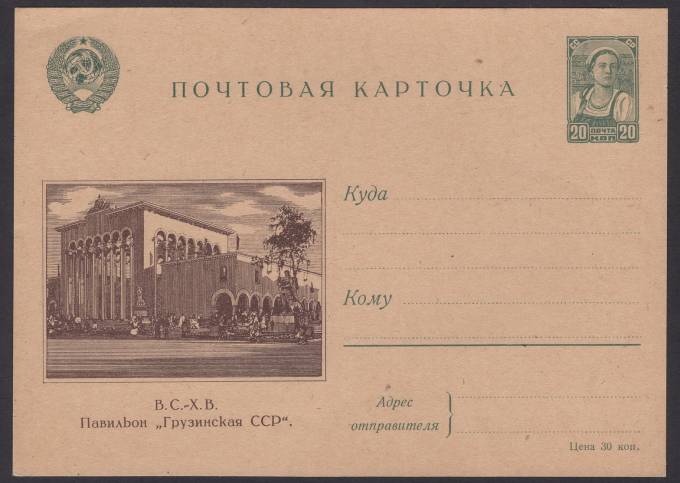 ПОЧТОВАЯ КАРТОЧКА
20 ПОЧТА 20
КОП
Куда
Кому
В.С.-Х.В.
Павильон „Грузинская ССР“.
Адрес
отправителя
Цена 30 коп.